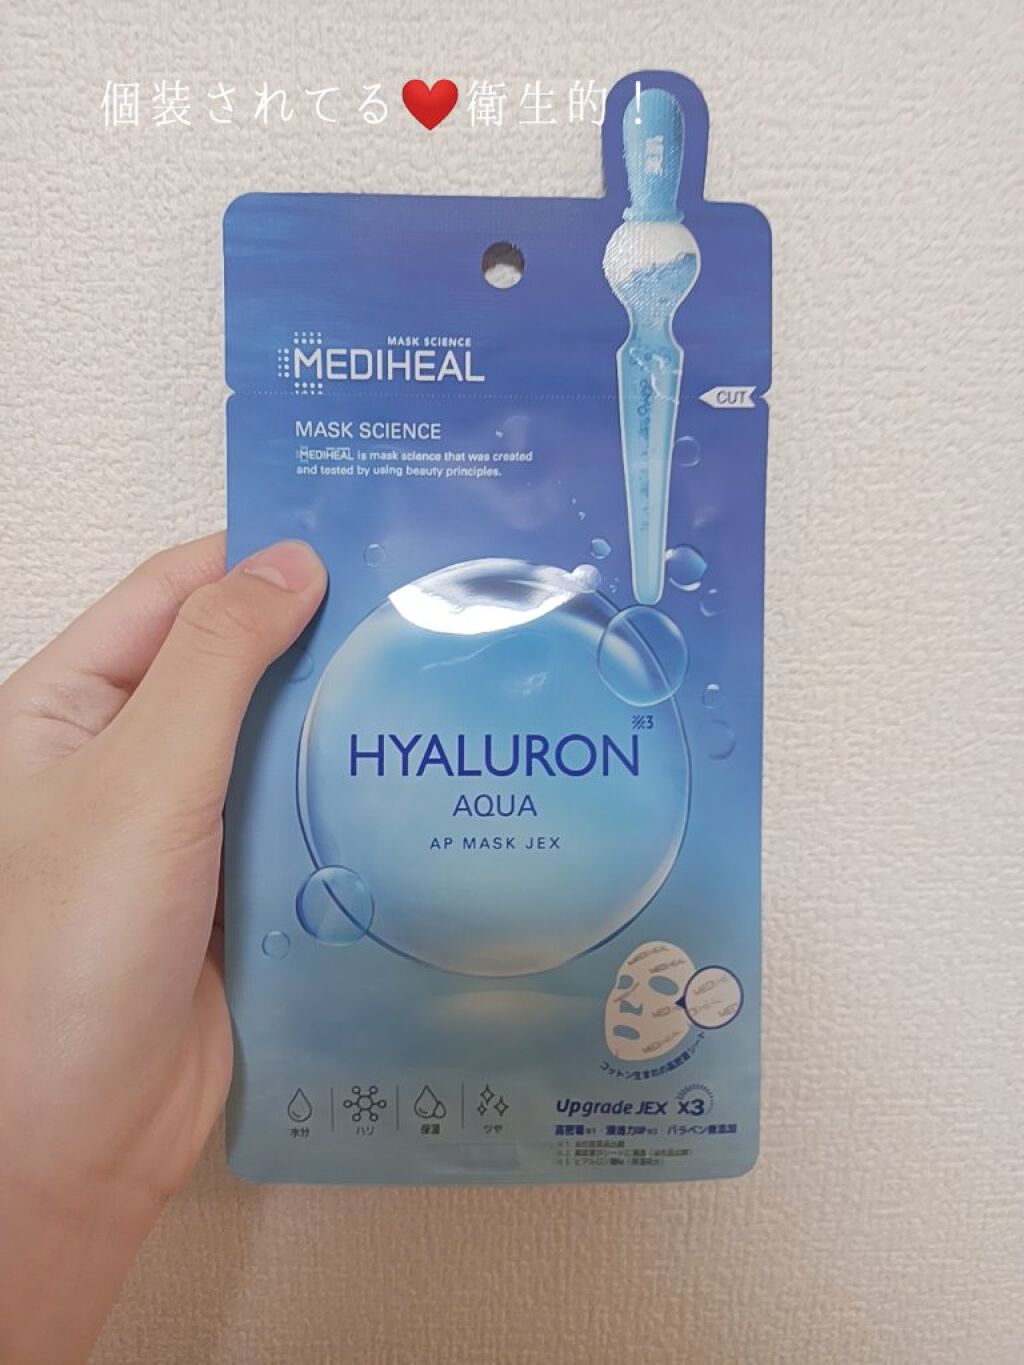 個装されてる❤️衛生的！
MASK SCIENCE
MEDIHEAL
CUT
MASK SCIENCE
MEDIHEAL is mask science that was created
and tested by using beauty principles.
HYALURON※3
AQUA
AP MASK JEX
MEDIHEAL
MEDIHEAL
コットン生まれの高密着シート
水分
ハリ
保湿
ツヤ
Upgrade JEX X3
高密着※1・浸透力UP※2・パラベン無添加